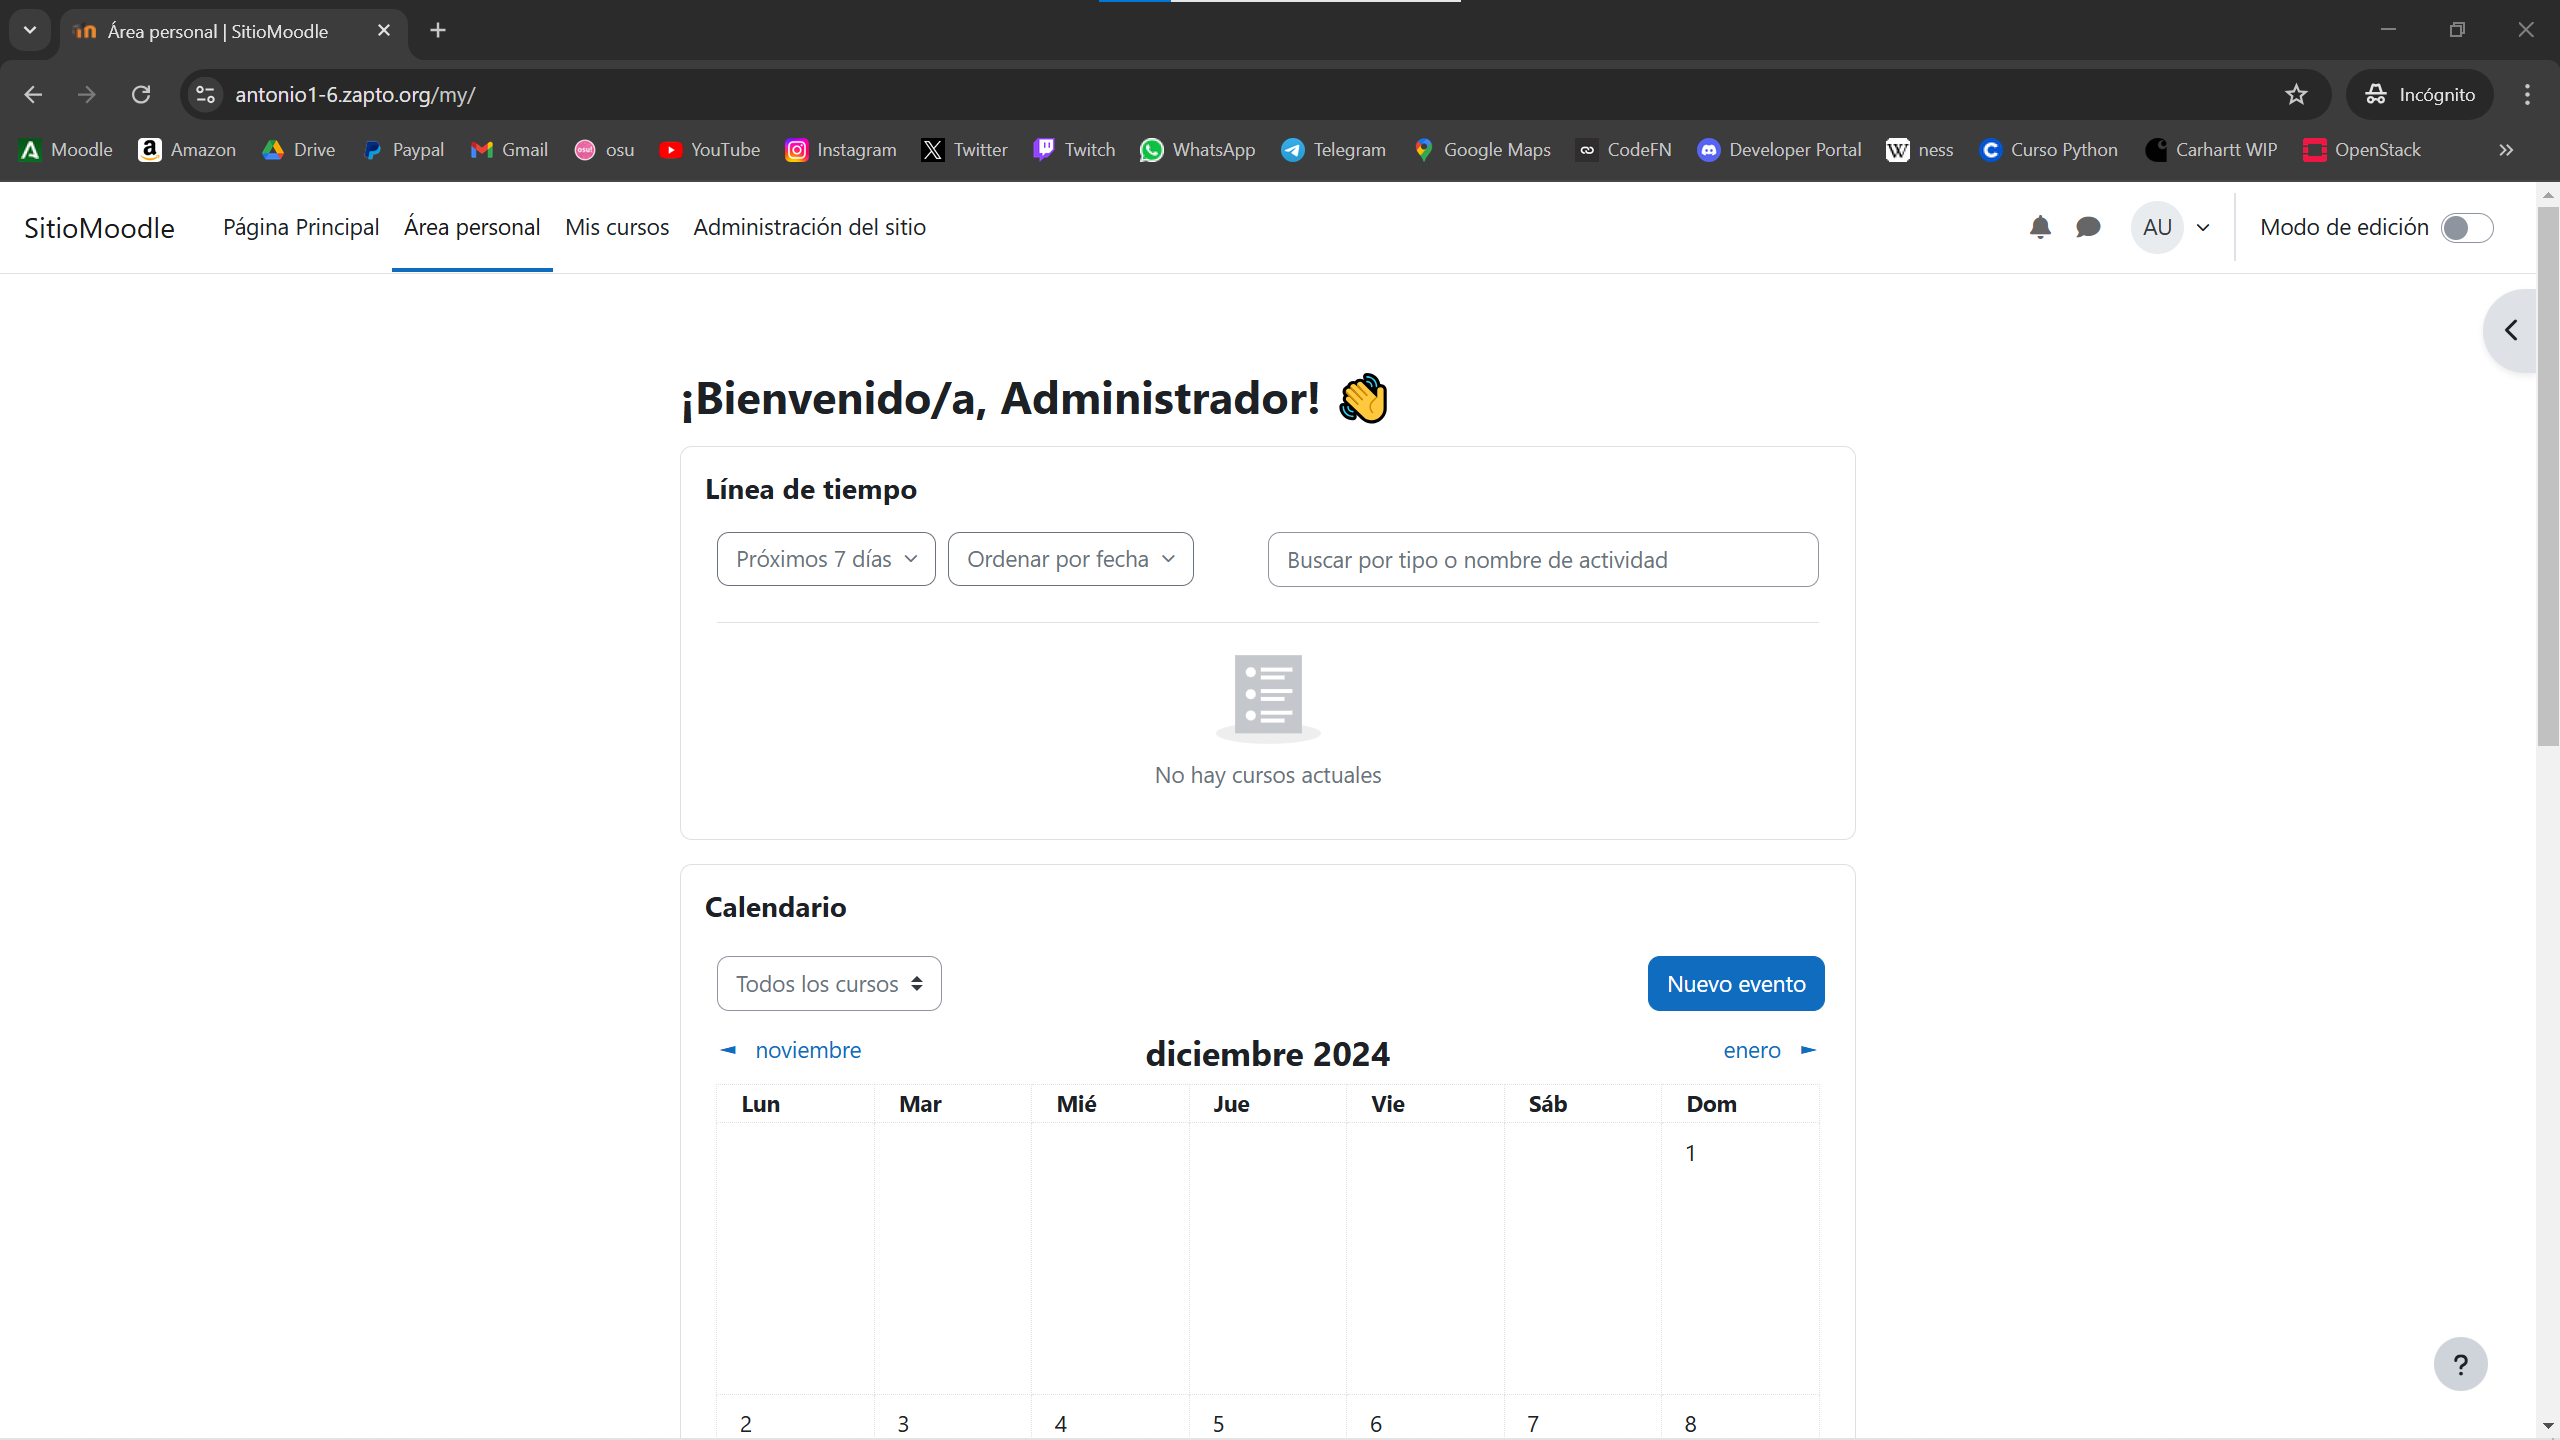 Área personal | SitioMoodle
antonio1-6.zapto.org/my/
Incógnito
Moodle Amazon Drive Paypal Gmail osu YouTube Instagram Twitter Twitch WhatsApp Telegram Google Maps CodeFN Developer Portal ness Curso Python Carhartt WIP OpenStack
SitioMoodle Página Principal Área personal Mis cursos Administración del sitio AU Modo de edición
¡Bienvenido/a, Administrador! 👋
Línea de tiempo
Próximos 7 días Ordenar por fecha Buscar por tipo o nombre de actividad
No hay cursos actuales
Calendario
Todos los cursos Nuevo evento
◄ noviembre diciembre 2024 enero ►
Lun Mar Mié Jue Vie Sáb Dom
1
2 3 4 5 6 7 8
?